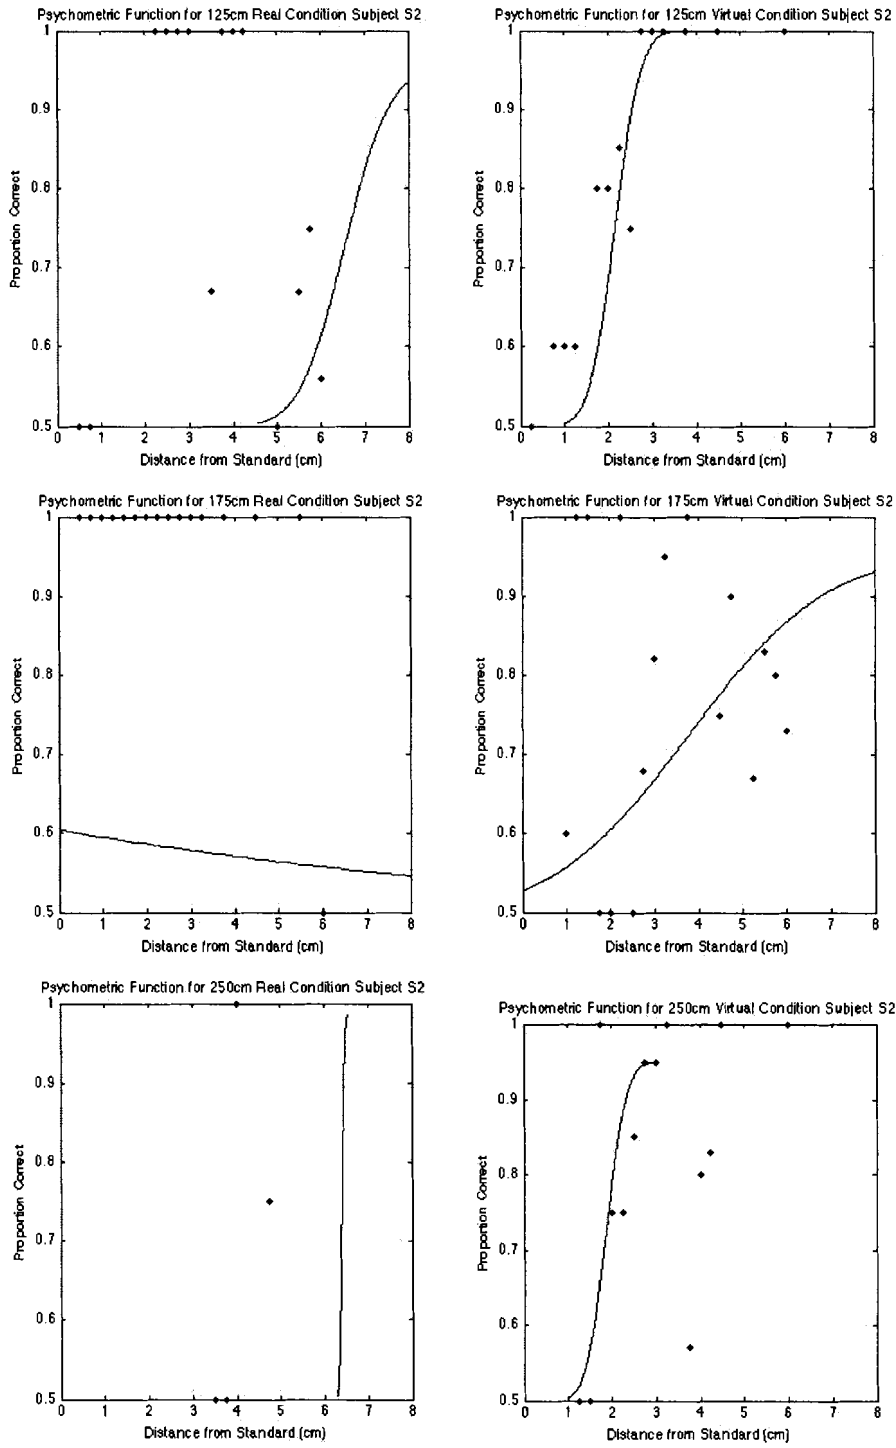 Psychometric Function for 125cm Real Condition Subject S2
1
0.9
0.8
0.7
0.6
0.5
Proportion Correct
0 1 2 3 4 5 6 7 8
Distance from Standard (cm)
Psychometric Function for 125cm Virtual Condition Subject S2
1
0.9
0.8
0.7
0.6
0.5
Proportion Correct
0 1 2 3 4 5 6 7 8
Distance from Standard (cm)
Psychometric Function for 175cm Real Condition Subject S2
1
0.9
0.8
0.7
0.6
0.5
Proportion Correct
0 1 2 3 4 5 6 7 8
Distance from Standard (cm)
Psychometric Function for 175cm Virtual Condition Subject S2
1
0.9
0.8
0.7
0.6
0.5
Proportion Correct
0 1 2 3 4 5 6 7 8
Distance from Standard (cm)
Psychometric Function for 250cm Real Condition Subject S2
1
0.9
0.8
0.7
0.6
0.5
Proportion Correct
0 1 2 3 4 5 6 7 8
Distance from Standard (cm)
Psychometric Function for 250cm Virtual Condition Subject S2
1
0.9
0.8
0.7
0.6
0.5
Proportion Correct
0 1 2 3 4 5 6 7 8
Distance from Standard (cm)